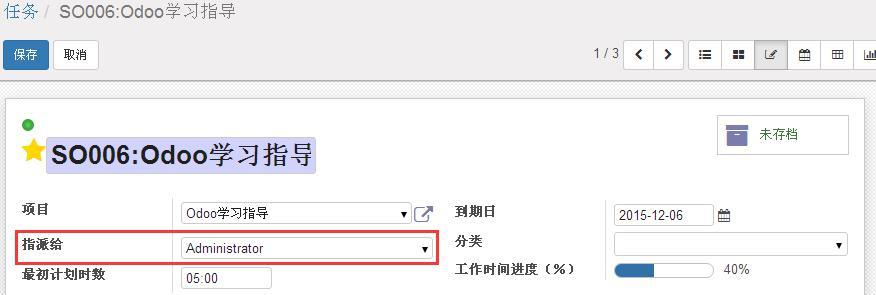 任务 / SO006:Odoo学习指导
保存 取消 1 / 3
未存档
SO006:Odoo学习指导
项目 Odoo学习指导 到期日 2015-12-06
指派给 Administrator 分类
最初计划时数 05:00 工作时间进度（%） 40%